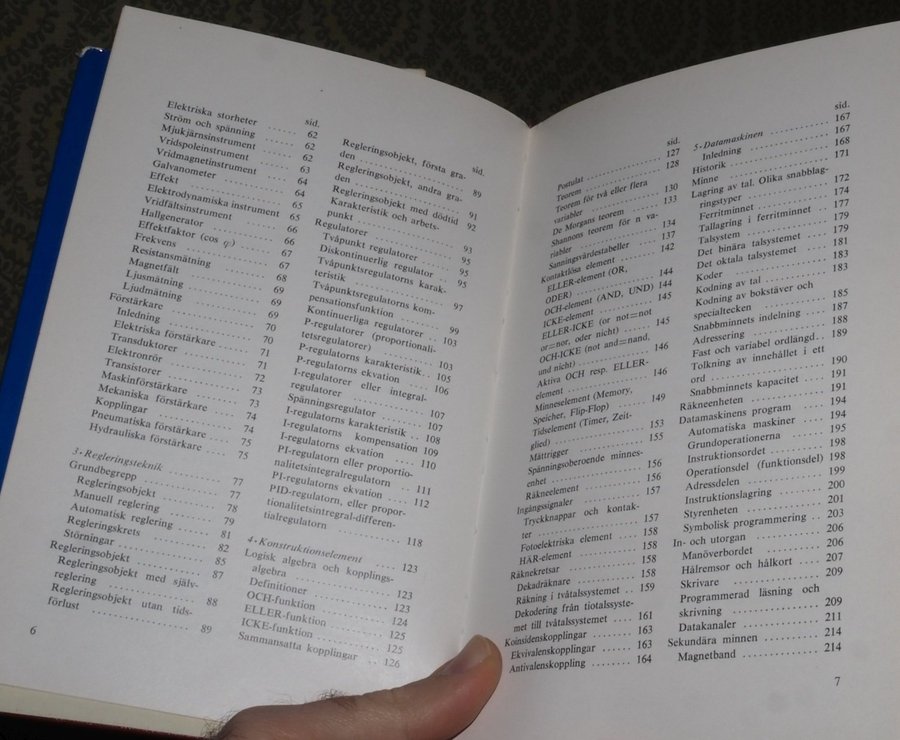 sid.
Elektriska storheter ...... 62
Ström och spänning ...... 62
Mjukjärnsinstrument ...... 62
Vridspoleinstrument ...... 63
Vridmagnetinstrument ...... 64
Galvanometer ...... 64
Effekt ...... 65
Elektrodynamiska instrument 65
Vridfältsinstrument ...... 66
Hallgenerator ...... 66
Effektfaktor (cos φ) ...... 67
Frekvens ...... 67
Resistansmätning ...... 68
Magnetfält ...... 69
Ljusmätning ...... 69
Ljudmätning ...... 69
Förstärkare ...... 70
Inledning ...... 70
Elektriska förstärkare ...... 71
Transduktorer ...... 71
Elektronrör ...... 72
Transistorer ...... 73
Maskinförstärkare ...... 73
Mekaniska förstärkare ...... 74
Kopplingar ...... 74
Pneumatiska förstärkare ...... 75
Hydrauliska förstärkare ...... 75
3 · Regleringsteknik ...... 77
Grundbegrepp ...... 77
Regleringsobjekt ...... 78
Manuell reglering ...... 79
Automatisk reglering ...... 81
Regleringskrets ...... 82
Störningar ...... 85
Regleringsobjekt ...... 87
Regleringsobjekt med själv-
reglering ...... 88
Regleringsobjekt utan tids-
förlust ...... 89
6
sid.
Regleringsobjekt, första gra-
den ...... 89
Regleringsobjekt, andra gra-
den ...... 91
Regleringsobjekt med dödtid 92
Karakteristik och arbets-
punkt ...... 93
Regulatorer ...... 95
Tvåpunkt regulatorer ...... 95
Diskontinuerlig regulator .. 95
Tvåpunktsregulatorns karak-
teristik ...... 97
Tvåpunktsregulatorns kom-
pensationsfunktion ...... 99
Kontinuerliga regulatorer .. 103
P-regulatorer (proportionali-
tetsregulatorer) ...... 103
P-regulatorns karakteristik .. 105
P-regulatorns ekvation .... 106
I-regulatorer eller integral-
regulatorer ...... 107
Spänningsregulator ...... 107
I-regulatorns karakteristik .. 108
I-regulatorns kompensation 109
I-regulatorns ekvation .... 110
PI-regulatorn eller proportio-
nalitetsintegralregulatorn .. 111
PI-regulatorns ekvation ... 112
PID-regulatorn, eller propor-
tionalitetsintregal-differen-
tialregulatorn ...... 118
4 · Konstruktionselement ...... 123
Logisk algebra och kopplings-
algebra ...... 123
Definitioner ...... 123
OCH-funktion ...... 124
ELLER-funktion ...... 125
ICKE-funktion ...... 125
Sammansatta kopplingar .. 126
sid.
Postulat ...... 127
Teorem ...... 128
Teorem för två eller flera
variabler ...... 130
De Morgans teorem ...... 133
Shannons teorem för n va-
riabler ...... 134
Sanningsvärdestabeller .... 137
Kontaktlösa element ...... 142
ELLER-element (OR,
ODER) ...... 144
OCH-element (AND, UND) 144
ICKE-element ...... 145
ELLER-ICKE (or not=not
or=nor, oder nicht) ...... 145
OCH-ICKE (not and=nand,
und nicht) ...... 146
Aktiva OCH resp. ELLER-
element ...... 146
Minneselement (Memory,
Speicher, Flip-Flop) ...... 149
Tidselement (Timer, Zeit-
glied) ...... 153
Mättrigger ...... 155
Spänningsoberoende minnes-
enhet ...... 156
Räkneelement ...... 156
Ingångssignaler ...... 157
Tryckknappar och kontak-
ter ...... 157
Fotoelektriska element .... 158
HÄR-element ...... 158
Räknekretsar ...... 158
Dekadräknare ...... 158
Räkning i tvåtalssystemet .. 159
Dekodering från tiotalssyste-
met till tvåtalssystemet .... 161
Koinsidenskopplingar ...... 163
Ekvivalenskopplingar ...... 163
Antivalenskoppling ...... 164
sid.
5 · Datamaskinen ...... 167
Inledning ...... 167
Historik ...... 168
Minne ...... 171
Lagring av tal. Olika snabblag-
ringstyper ...... 172
Ferritminnet ...... 174
Tallagring i ferritminnet .. 177
Talsystem ...... 179
Det binära talsystemet .... 179
Det oktala talsystemet .... 181
Koder ...... 183
Kodning av tal ...... 183
Kodning av bokstäver och
specialtecken ...... 185
Snabbminnets indelning .... 187
Adressering ...... 188
Fast och variabel ordlängd.. 189
Tolkning av innehållet i ett
ord ...... 190
Snabbminnets kapacitet .... 191
Räkneenheten ...... 191
Datamaskinens program .... 194
Automatiska maskiner .... 194
Grundoperationerna ...... 195
Instruktionsordet ...... 198
Operationsdel (funktionsdel) 198
Adressdelen ...... 199
Instruktionslagring ...... 200
Styrenheten ...... 201
Symbolisk programmering .. 203
In- och utorgan ...... 206
Manöverbordet ...... 206
Hålremsor och hålkort .... 207
Skrivare ...... 209
Programmerad läsning och
skrivning ...... 209
Datakanaler ...... 211
Sekundära minnen ...... 214
Magnetband ...... 214
7